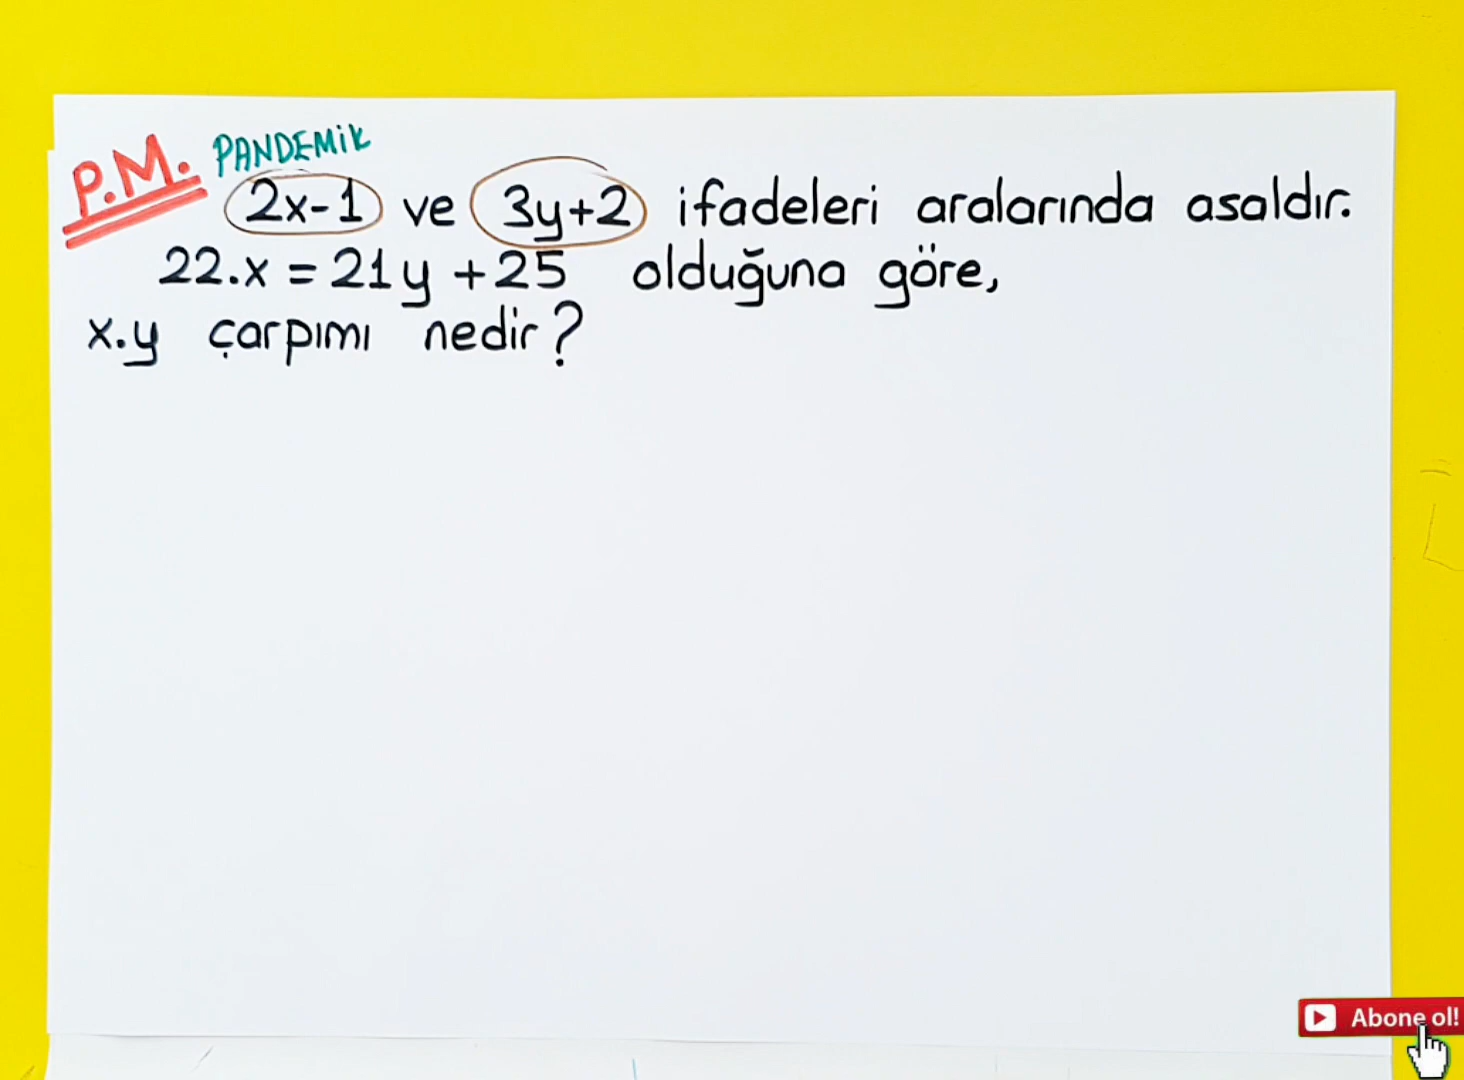 P.M. PANDEMİK
2x-1 ve 3y+2 ifadeleri aralarında asaldır.
22.x = 21y + 25 olduğuna göre,
x.y çarpımı nedir?
Abone ol!